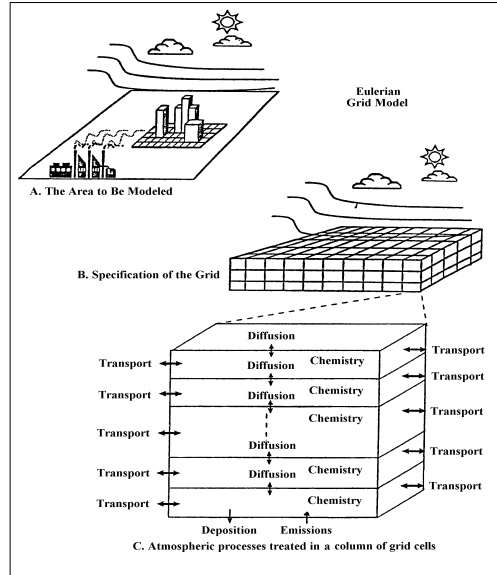 Eulerian
Grid Model
A. The Area to Be Modeled
B. Specification of the Grid
Diffusion
Transport Diffusion Chemistry Transport
Transport Diffusion Chemistry Transport
Chemistry
Transport Transport
Diffusion
Transport Diffusion Chemistry Transport
Transport Chemistry Transport
Deposition Emissions
C. Atmospheric processes treated in a column of grid cells